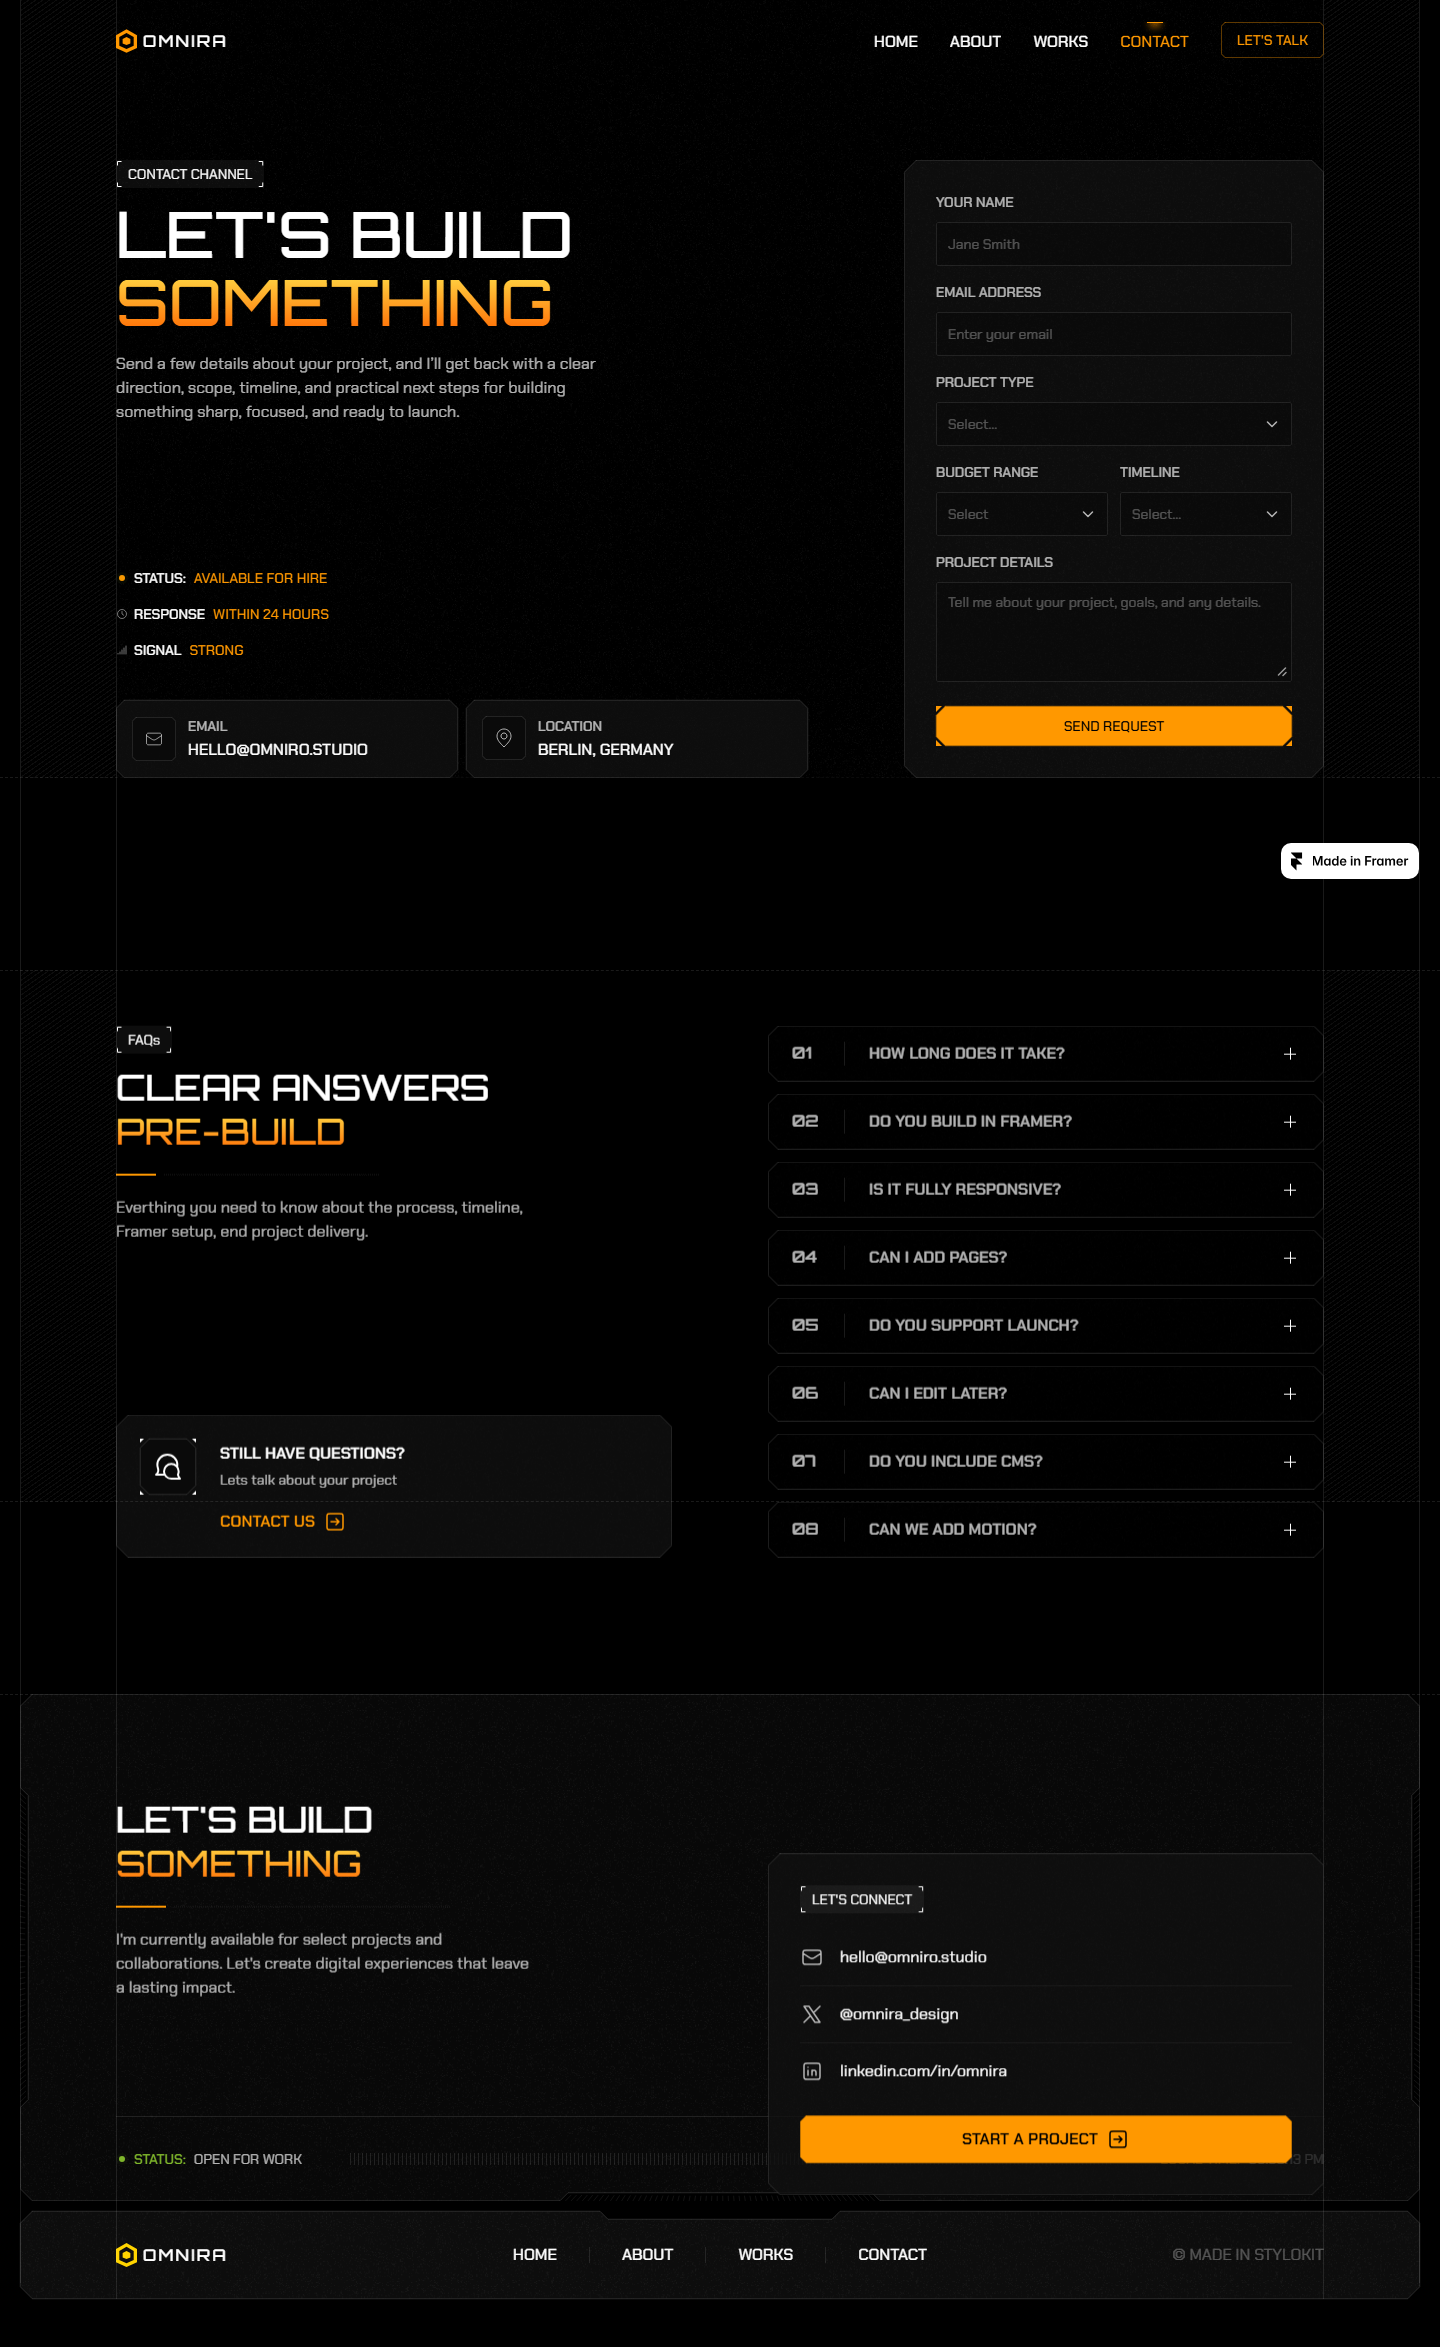 OMNIRA
HOME
ABOUT
WORKS
CONTACT
LET'S TALK
CONTACT CHANNEL
LET'S BUILD
SOMETHING
Send a few details about your project, and I'll get back with a clear
direction, scope, timeline, and practical next steps for building
something sharp, focused, and ready to launch.
STATUS: AVAILABLE FOR HIRE
RESPONSE WITHIN 24 HOURS
SIGNAL STRONG
EMAIL
HELLO@OMNIRO.STUDIO
LOCATION
BERLIN, GERMANY
YOUR NAME
Jane Smith
EMAIL ADDRESS
Enter your email
PROJECT TYPE
Select...
BUDGET RANGE
Select
TIMELINE
Select...
PROJECT DETAILS
Tell me about your project, goals, and any details.
SEND REQUEST
Made in Framer
FAQs
CLEAR ANSWERS
PRE-BUILD
Everthing you need to know about the process, timeline,
Framer setup, end project delivery.
STILL HAVE QUESTIONS?
Lets talk about your project
CONTACT US
01 HOW LONG DOES IT TAKE?
02 DO YOU BUILD IN FRAMER?
03 IS IT FULLY RESPONSIVE?
04 CAN I ADD PAGES?
05 DO YOU SUPPORT LAUNCH?
06 CAN I EDIT LATER?
07 DO YOU INCLUDE CMS?
08 CAN WE ADD MOTION?
LET'S BUILD
SOMETHING
I'm currently available for select projects and
collaborations. Let's create digital experiences that leave
a lasting impact.
LET'S CONNECT
hello@omniro.studio
@omnira_design
linkedin.com/in/omnira
START A PROJECT
STATUS: OPEN FOR WORK
PM
OMNIRA
HOME
ABOUT
WORKS
CONTACT
© MADE IN STYLOKIT